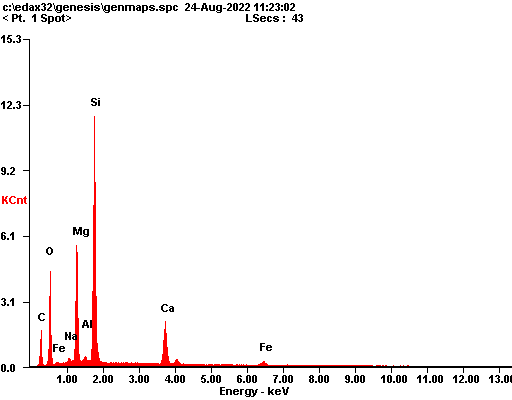 c:\edax32\genesis\genmaps.spc 24-Aug-2022 11:23:02
< Pt. 1 Spot> LSecs : 43
15.3
12.3
Si
9.2
KCnt
6.1
Mg
O
3.1
C
Fe
Na
Al
Ca
Fe
0.0
1.00 2.00 3.00 4.00 5.00 6.00 7.00 8.00 9.00 10.00 11.00 12.00 13.0
Energy - keV